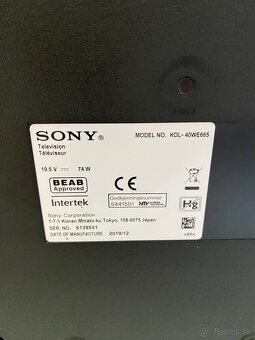 SONY®
MODEL NO. KDL-40WE665
Television
Téléviseur
19.5 V 74 W
BEAB
Approved
Intertek
CE
Godkjenningsnummer
5441501
Hg
Sony Corporation
1-7-1 Konan Minato-ku Tokyo, 108-0075 Japan
SER. NO. 6139931
DATE OF MANUFACTURE 2019/12
>PP<
bazos.sk